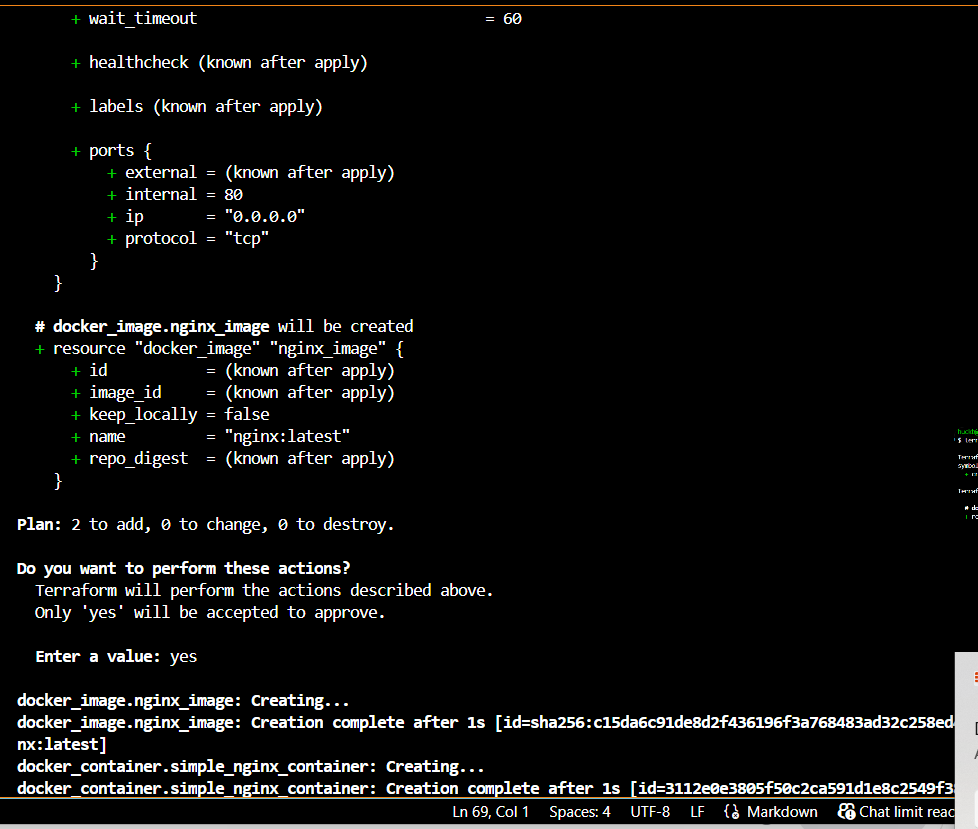 + wait_timeout = 60
+ healthcheck (known after apply)
+ labels (known after apply)
+ ports {
+ external = (known after apply)
+ internal = 80
+ ip = "0.0.0.0"
+ protocol = "tcp"
}
}
# docker_image.nginx_image will be created
+ resource "docker_image" "nginx_image" {
+ id = (known after apply)
+ image_id = (known after apply)
+ keep_locally = false
+ name = "nginx:latest"
+ repo_digest = (known after apply)
}
Plan: 2 to add, 0 to change, 0 to destroy.
Do you want to perform these actions?
Terraform will perform the actions described above.
Only 'yes' will be accepted to approve.
Enter a value: yes
docker_image.nginx_image: Creating...
docker_image.nginx_image: Creation complete after 1s [id=sha256:c15da6c91de8d2f436196f3a768483ad32c258ed4
nx:latest]
docker_container.simple_nginx_container: Creating...
docker_container.simple_nginx_container: Creation complete after 1s [id=3112e0e3805f50c2ca591d1e8c2549f3
Ln 69, Col 1 Spaces: 4 UTF-8 LF Markdown Chat limit reac